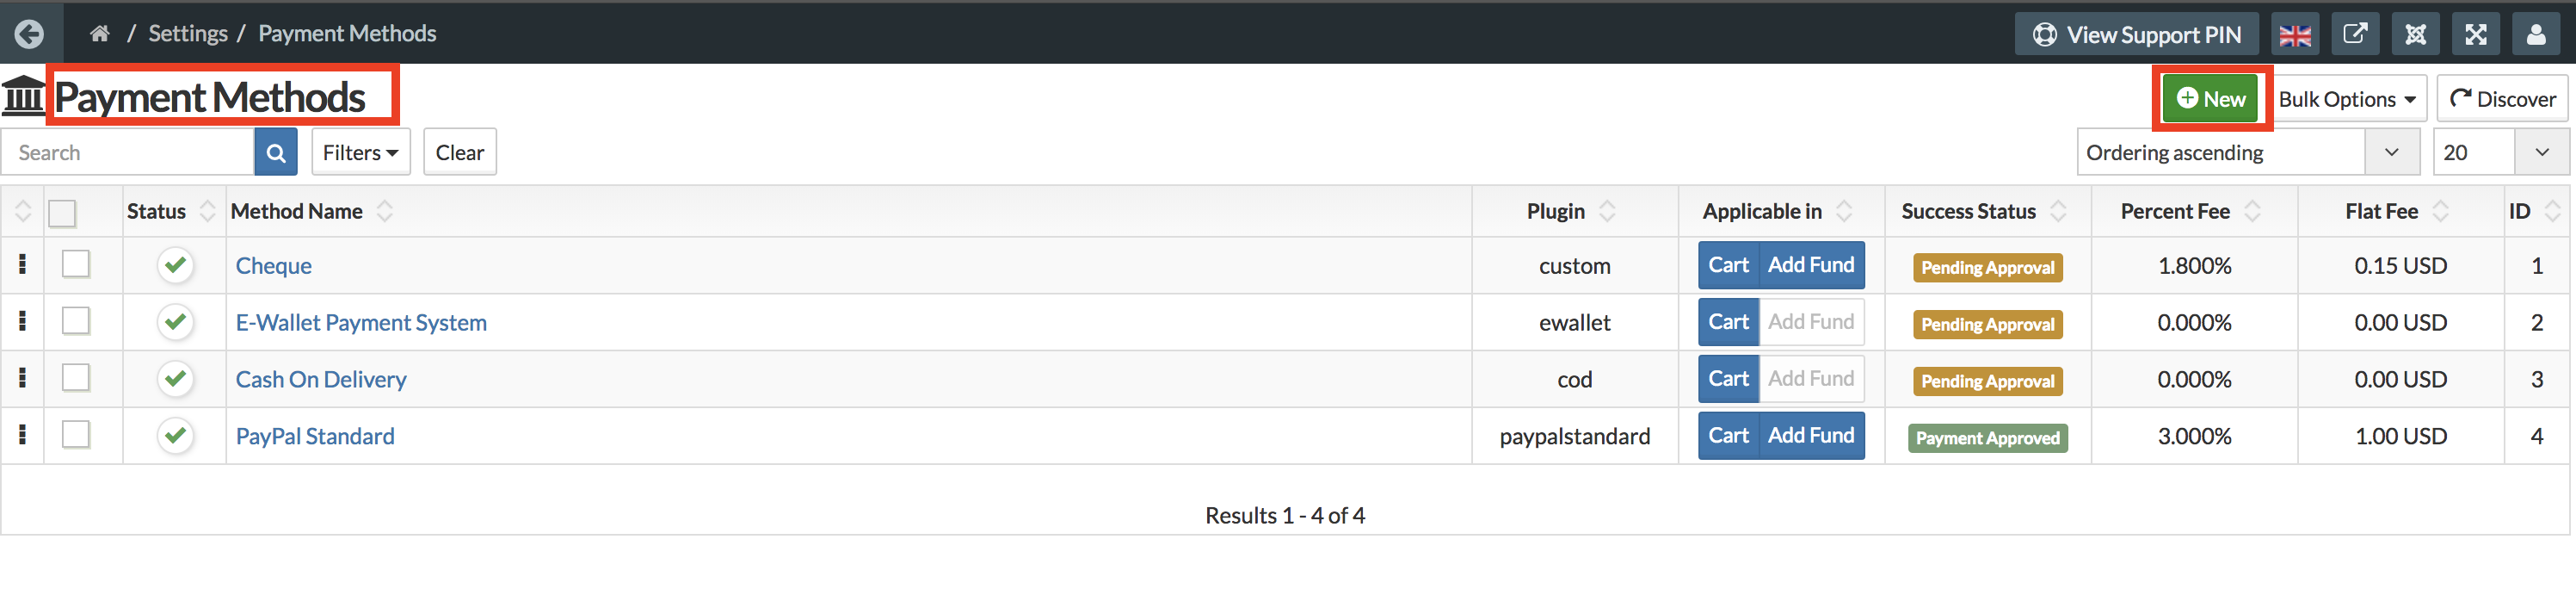 / Settings / Payment Methods View Support PIN
Payment Methods New Bulk Options Discover
Search Filters Clear Ordering ascending 20
Status Method Name Plugin Applicable in Success Status Percent Fee Flat Fee ID
Cheque custom Cart Add Fund Pending Approval 1.800% 0.15 USD 1
E-Wallet Payment System ewallet Cart Add Fund Pending Approval 0.000% 0.00 USD 2
Cash On Delivery cod Cart Add Fund Pending Approval 0.000% 0.00 USD 3
PayPal Standard paypalstandard Cart Add Fund Payment Approved 3.000% 1.00 USD 4
Results 1 - 4 of 4